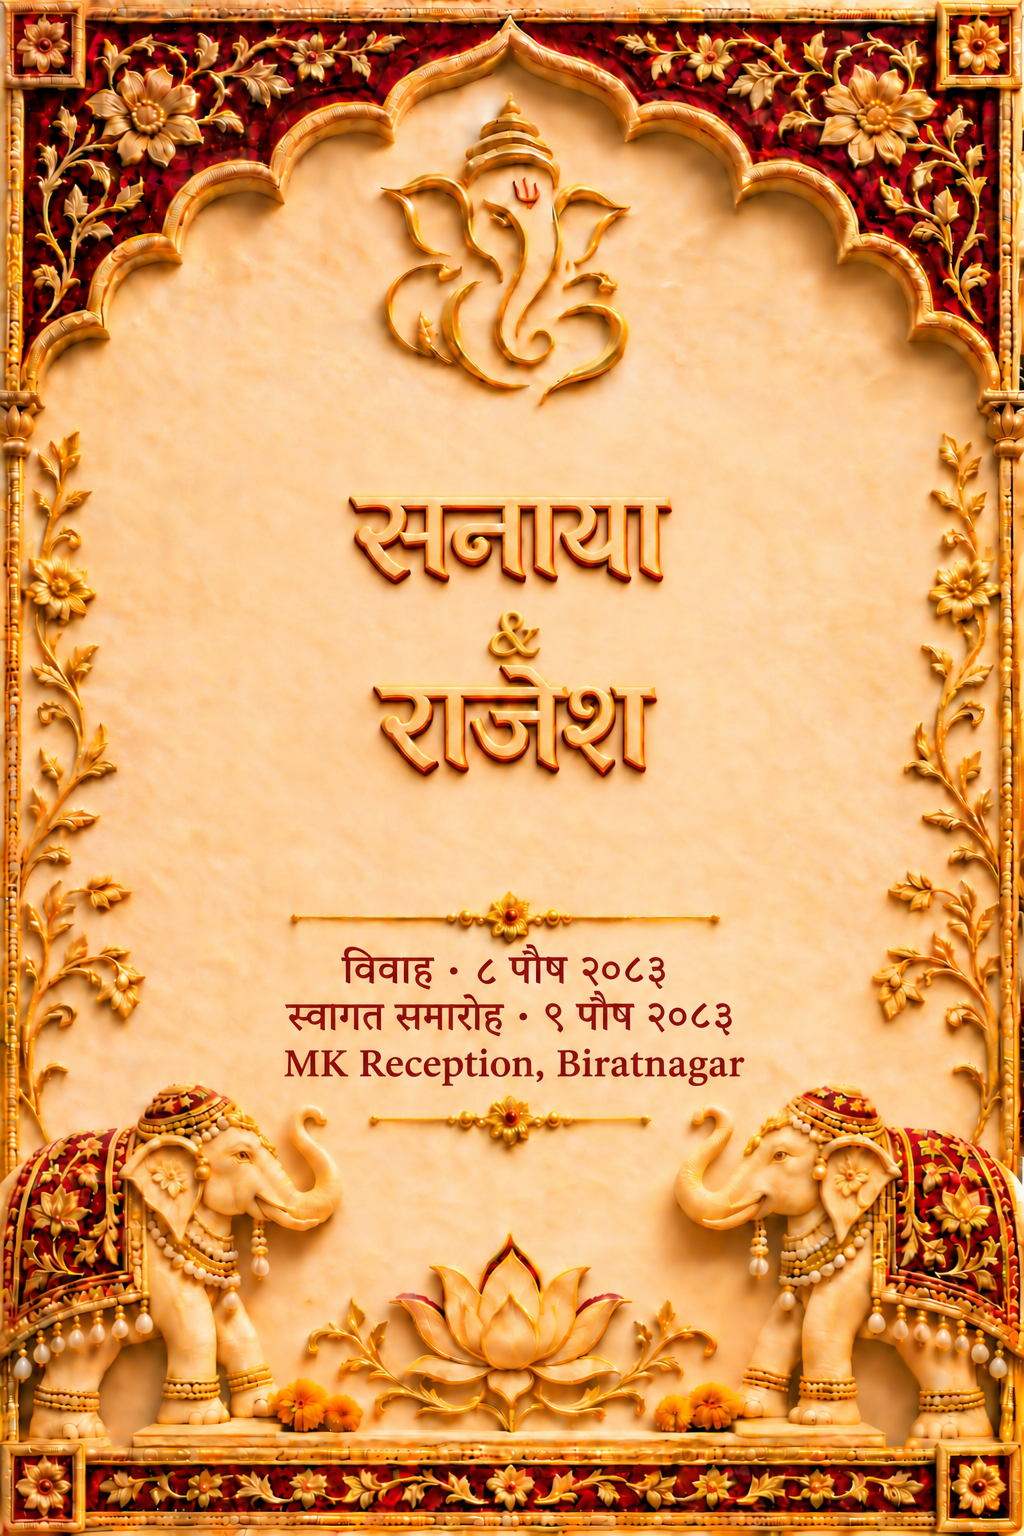 सनाया
&
राजेश
विवाह • ८ पौष २०८३
स्वागत समारोह • ९ पौष २०८३
MK Reception, Biratnagar